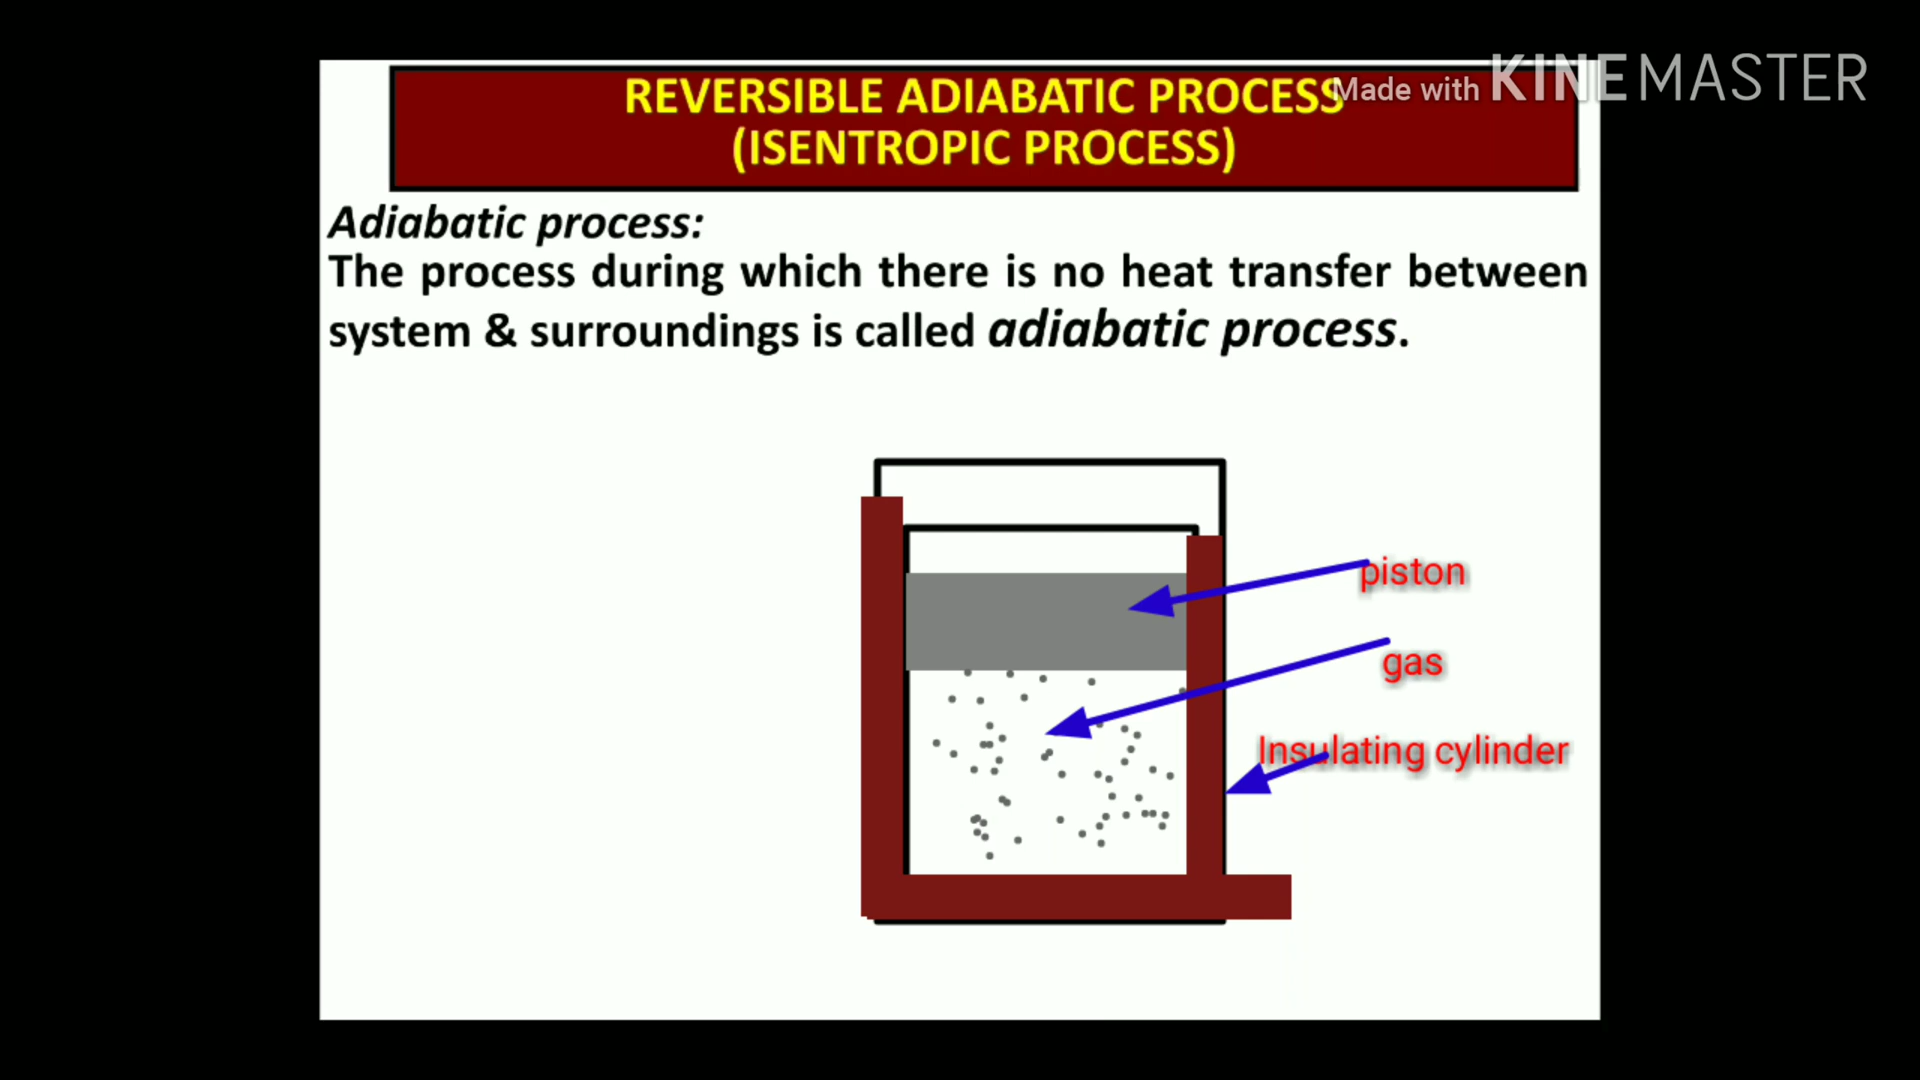 Made with KINEMASTER
REVERSIBLE ADIABATIC PROCESS
(ISENTROPIC PROCESS)
Adiabatic process:
The process during which there is no heat transfer between
system & surroundings is called adiabatic process.
piston
gas
Insulating cylinder